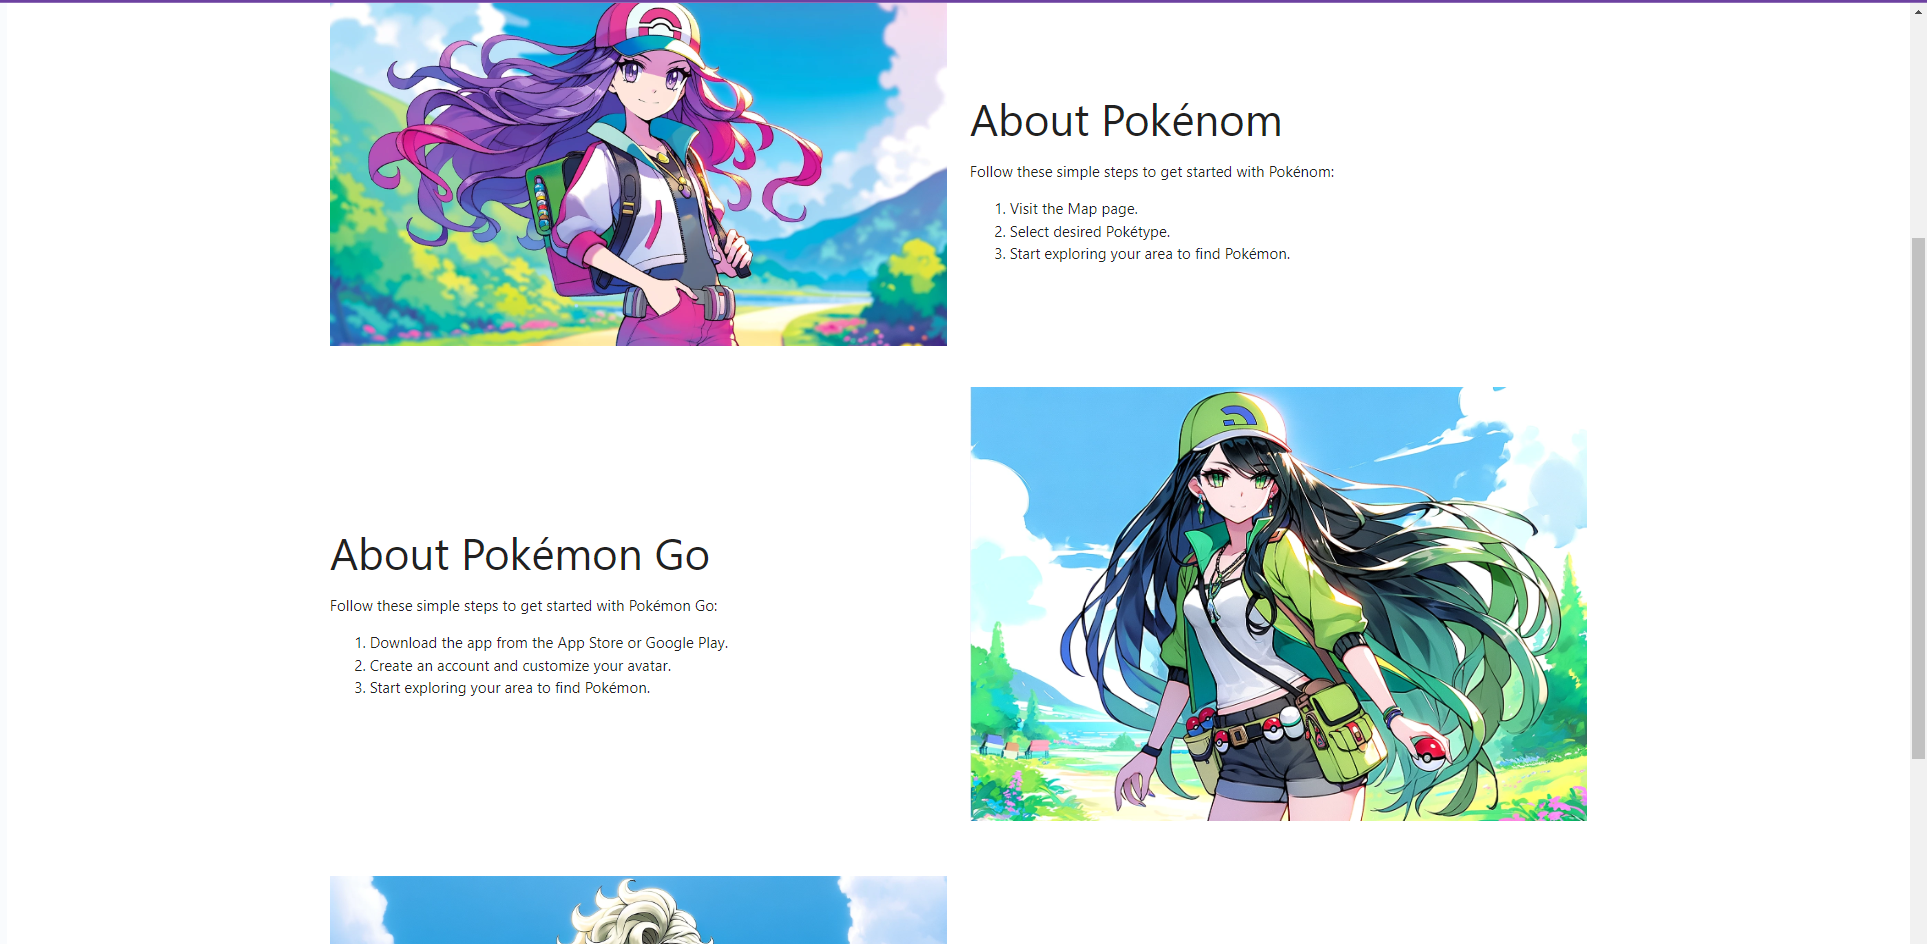 About Pokénom
Follow these simple steps to get started with Pokénom:
1. Visit the Map page.
2. Select desired Pokétype.
3. Start exploring your area to find Pokémon.
About Pokémon Go
Follow these simple steps to get started with Pokémon Go:
1. Download the app from the App Store or Google Play.
2. Create an account and customize your avatar.
3. Start exploring your area to find Pokémon.